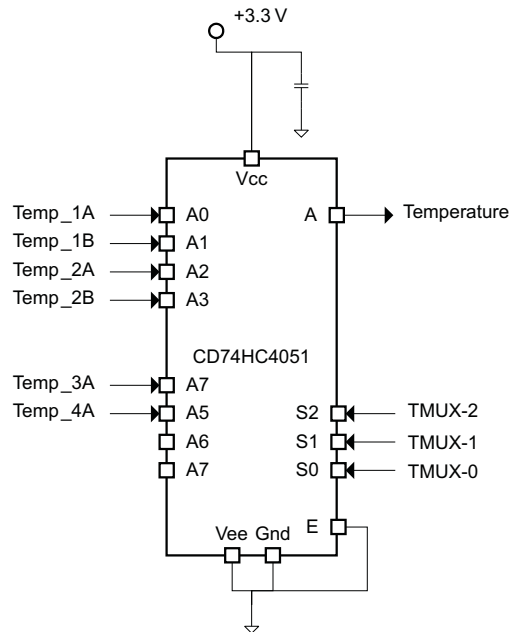 +3.3 V
Vcc
Temp_1A A0 A Temperature
Temp_1B A1
Temp_2A A2
Temp_2B A3
CD74HC4051
Temp_3A A7
Temp_4A A5 S2 TMUX-2
A6 S1 TMUX-1
A7 S0 TMUX-0
E
Vee Gnd